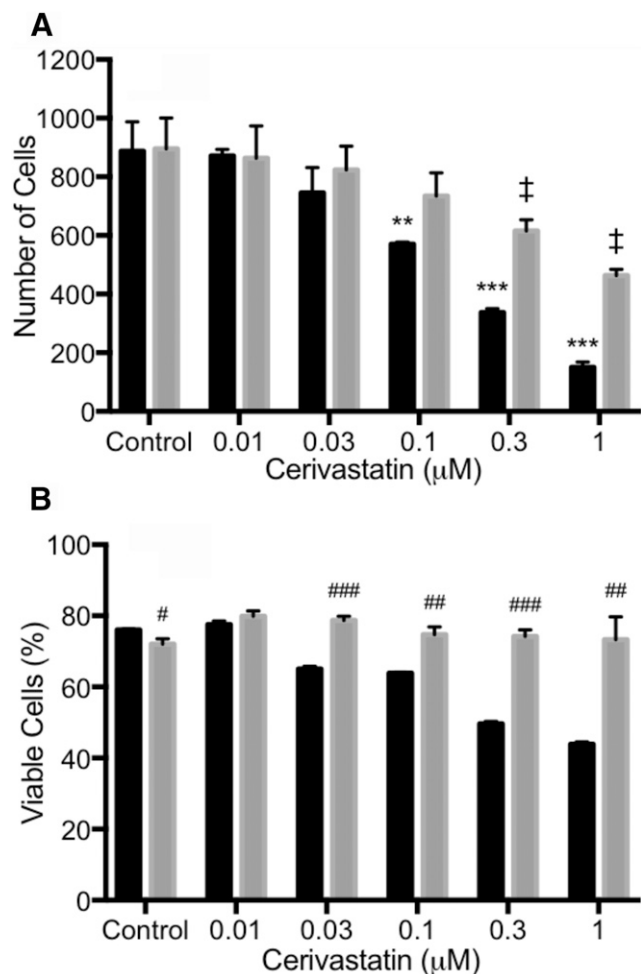 A
Number of Cells
1200
1000
800
600
400
200
0
** *** ‡ *** ‡
Control 0.01 0.03 0.1 0.3 1
Cerivastatin (µM)
B
Viable Cells (%)
100
80
60
40
20
0
# ### ## ### ##
Control 0.01 0.03 0.1 0.3 1
Cerivastatin (µM)